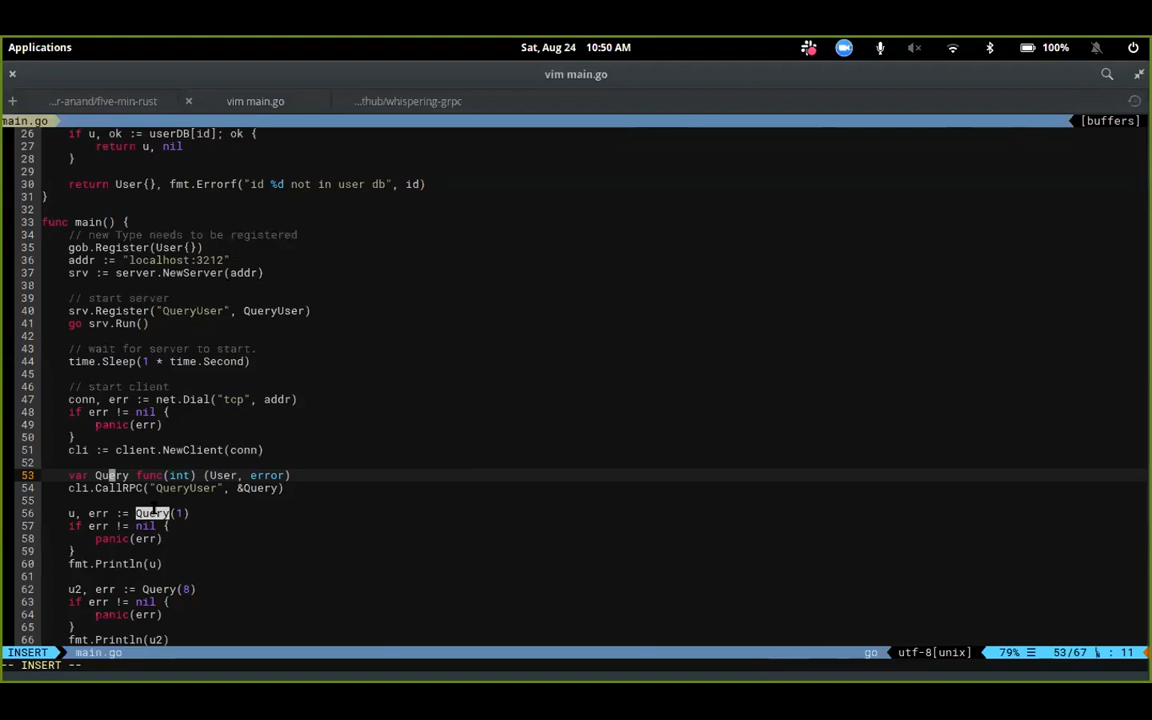 Applications
Sat, Aug 24 10:50 AM
100%
vim main.go
...r-anand/five-min-rust
vim main.go
...thub/whispering-grpc
main.go
[buffers]
26 if u, ok := userDB[id]; ok {
27 return u, nil
28 }
29
30 return User{}, fmt.Errorf("id %d not in user db", id)
31 }
32
33 func main() {
34 // new Type needs to be registered
35 gob.Register(User{})
36 addr := "localhost:3212"
37 srv := server.NewServer(addr)
38
39 // start server
40 srv.Register("QueryUser", QueryUser)
41 go srv.Run()
42
43 // wait for server to start.
44 time.Sleep(1 * time.Second)
45
46 // start client
47 conn, err := net.Dial("tcp", addr)
48 if err != nil {
49 panic(err)
50 }
51 cli := client.NewClient(conn)
52
53 var Query func(int) (User, error)
54 cli.CallRPC("QueryUser", &Query)
55
56 u, err := Query(1)
57 if err != nil {
58 panic(err)
59 }
60 fmt.Println(u)
61
62 u2, err := Query(8)
63 if err != nil {
64 panic(err)
65 }
66 fmt.Println(u2)
INSERT main.go go utf-8[unix] 79% ☰ 53/67 : 11
-- INSERT --